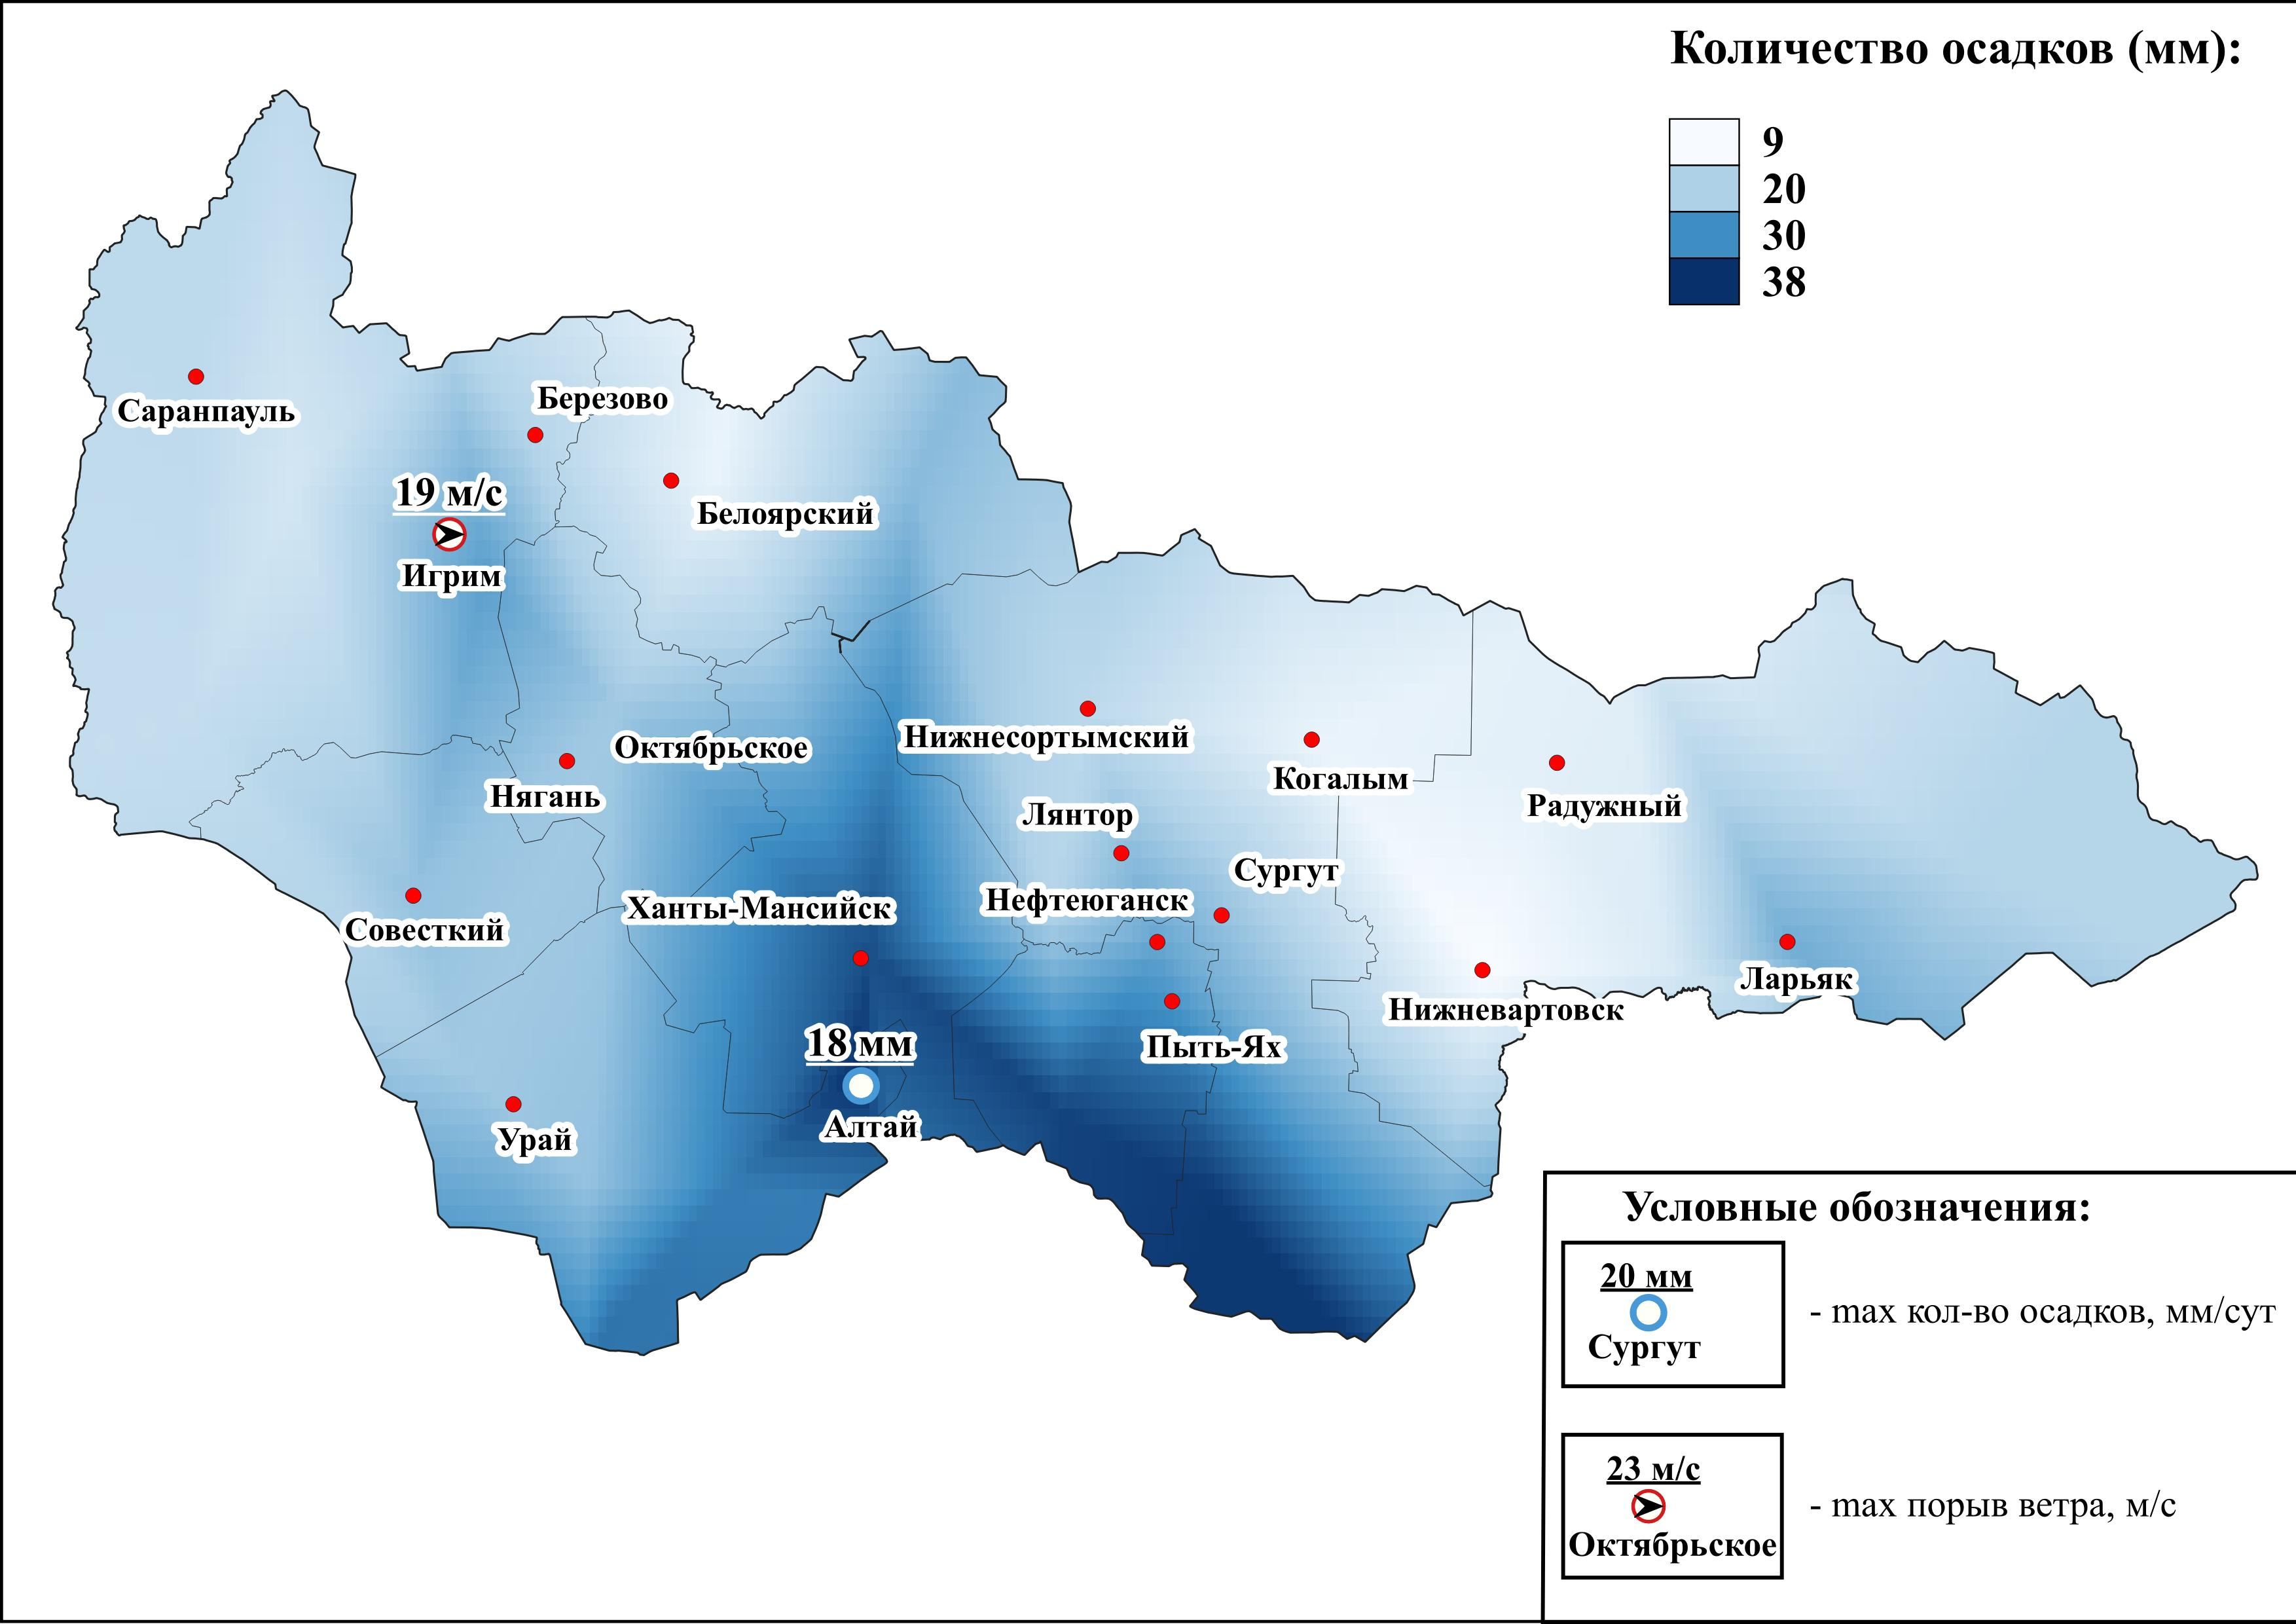 Количество осадков (мм):
9
20
30
38
Саранпауль
Березово
19 м/с
Игрим
Белоярский
Октябрьское
Нягань
Нижнесортымский
Когалым
Радужный
Лянтор
Сургут
Нефтеюганск
Ханты-Мансийск
Совесткий
Ларьяк
Нижневартовск
Пыть-Ях
18 мм
Алтай
Урай
Условные обозначения:
20 мм
Сургут
- max кол-во осадков, мм/сут
23 м/с
Октябрьское
- max порыв ветра, м/с